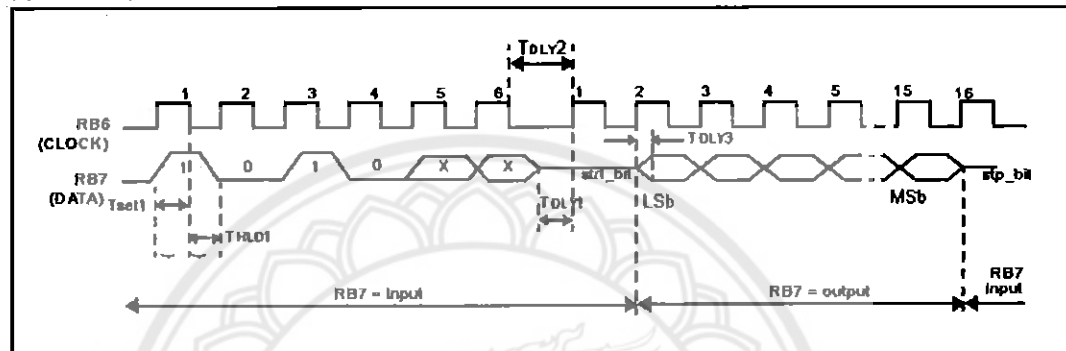 TDLY2
1 2 3 4 5 6 1 2 3 4 5 15 16
RB6
(CLOCK)
TDLY3
1 0 1 0 X X strt_bit stp_bit
RB7
(DATA)
LSb MSb
Tset1
TDLY1
THLD1
RB7 = Input
RB7 = output
RB7
input